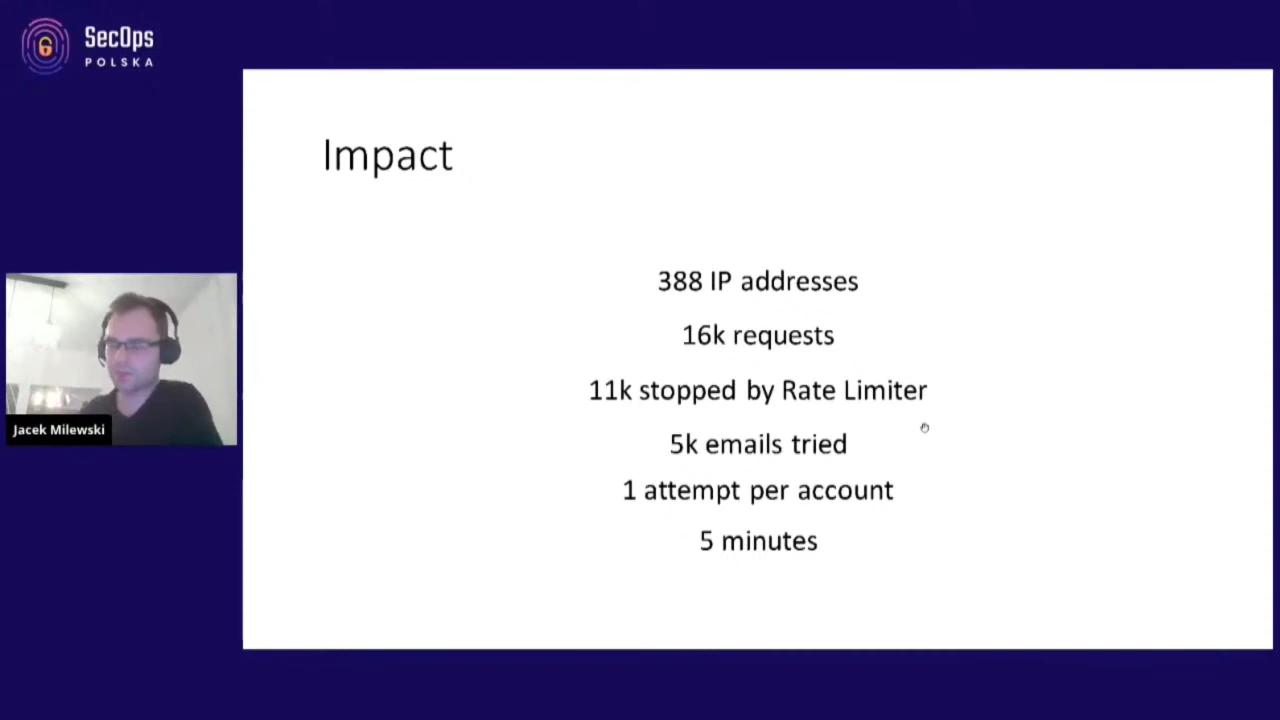 SecOps
POLSKA
Impact
388 IP addresses
16k requests
11k stopped by Rate Limiter
5k emails tried
1 attempt per account
5 minutes
Jacek Milewski